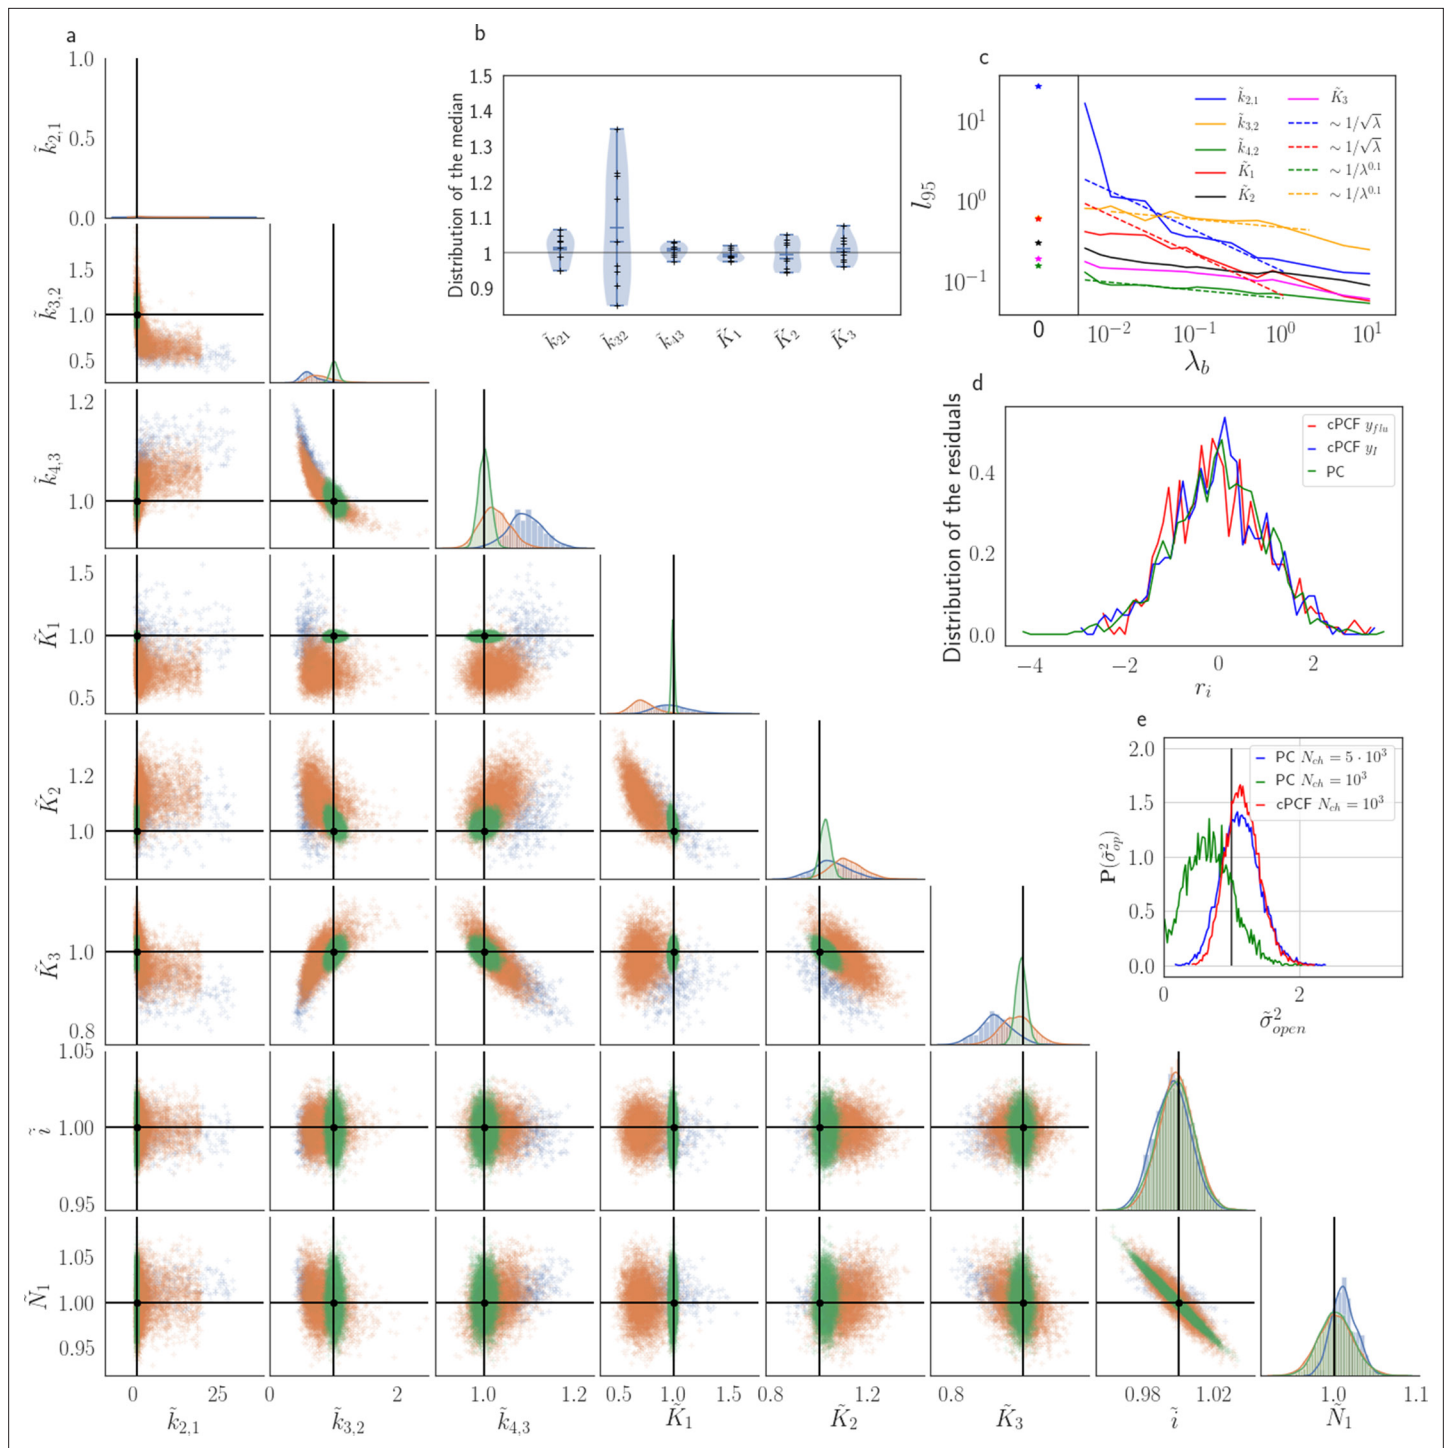 a
1.0
0.5
0.0
k̃2,1
1.5
1.0
0.5
k̃3,2
1.2
1.0
k̃4,3
1.5
1.0
0.5
K̃1
1.2
1.0
K̃2
1.0
0.8
K̃3
1.05
1.00
0.95
ĩ
1.05
1.00
0.95
Ñ1
0 25
k̃2,1
0 2
k̃3,2
1.0 1.2
k̃4,3
0.5 1.0 1.5
K̃1
0.8 1.2
K̃2
0.8
K̃3
0.98 1.02
ĩ
1.0 1.1
Ñ1
b
Distribution of the median
1.5
1.4
1.3
1.2
1.1
1
0.9
k̃21 k̃32 k̃43 K̃1 K̃2 K̃3
c
l95
10^1
10^0
10^-1
k̃2,1
k̃3,2
k̃4,2
K̃1
K̃2
K̃3
~ 1/√λ
~ 1/√λ
~ 1/λ^0.1
~ 1/λ^0.1
0 10^-2 10^-1 10^0 10^1
λb
d
Distribution of the residuals
0.4
0.2
0.0
cPCF yflu
cPCF yI
PC
−4 −2 0 2
ri
e
P(σ̃²op)
2.0
1.5
1.0
0.5
0.0
PC Nch = 5 · 10³
PC Nch = 10³
cPCF Nch = 10³
0 2
σ̃²open